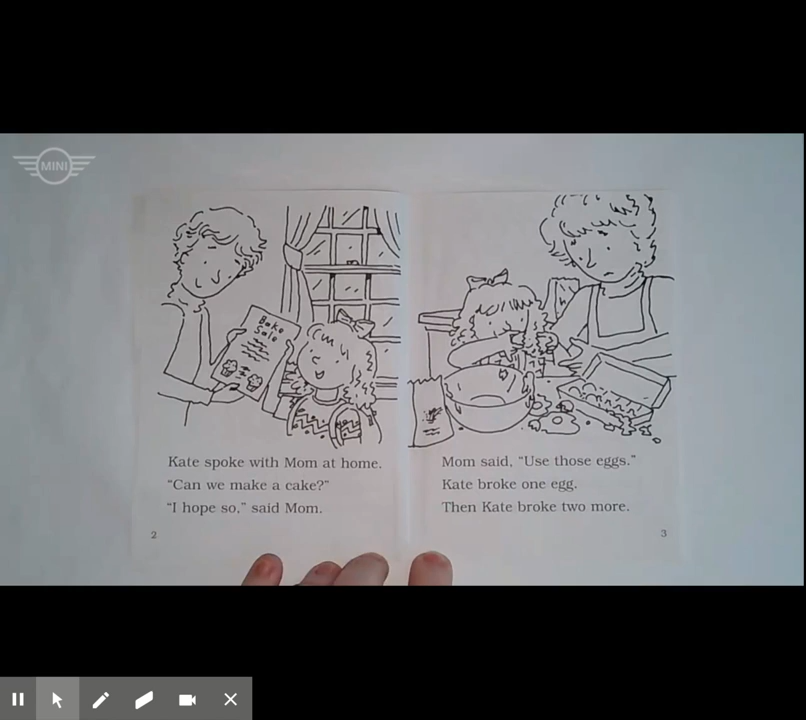 MINI
Bake
Sale
Kate spoke with Mom at home.
"Can we make a cake?"
"I hope so," said Mom.
2
Mom said, "Use those eggs."
Kate broke one egg.
Then Kate broke two more.
3